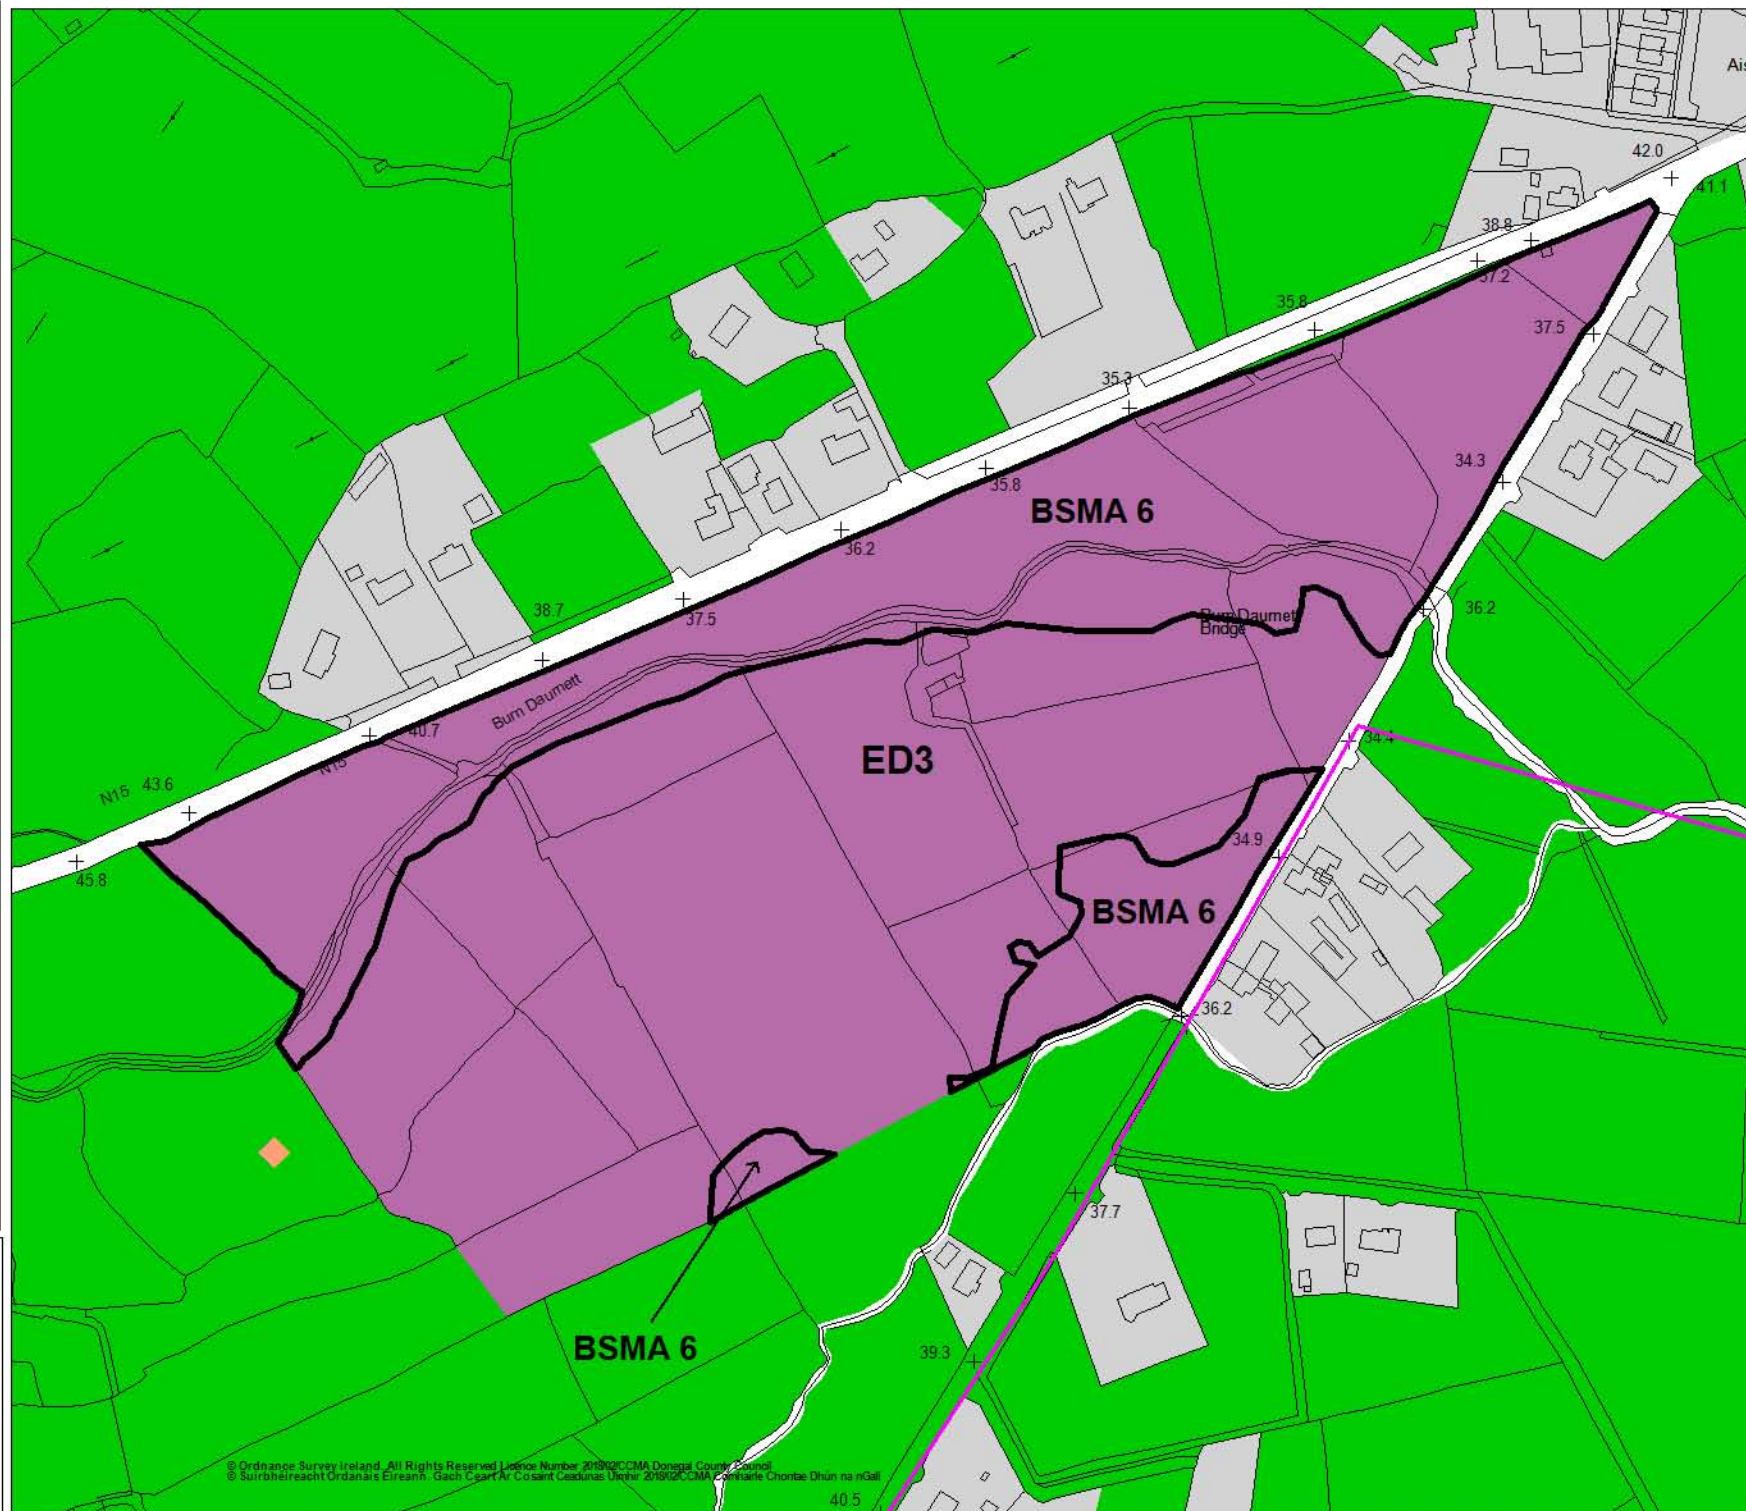 Ais
42.0
41.1
38.8
37.2
35.8
37.5
35.3
34.3
35.8
BSMA 6
36.2
38.7
37.5
36.2
Burn Daurnett
Bridge
Burn Daurnett
40.7
34.4
ED3
N15
N15 43.6
34.9
45.8
BSMA 6
36.2
37.7
BSMA 6
39.3
© Ordnance Survey Ireland. All Rights Reserved Licence Number 2018/02/CCMA Donegal County Council
© Suirbhéireacht Ordanáis Éireann. Gach Ceart Ar Cosaint Ceadúnas Uimhir 2018/02/CCMA Comhairle Chontae Dhún na nGall
40.5